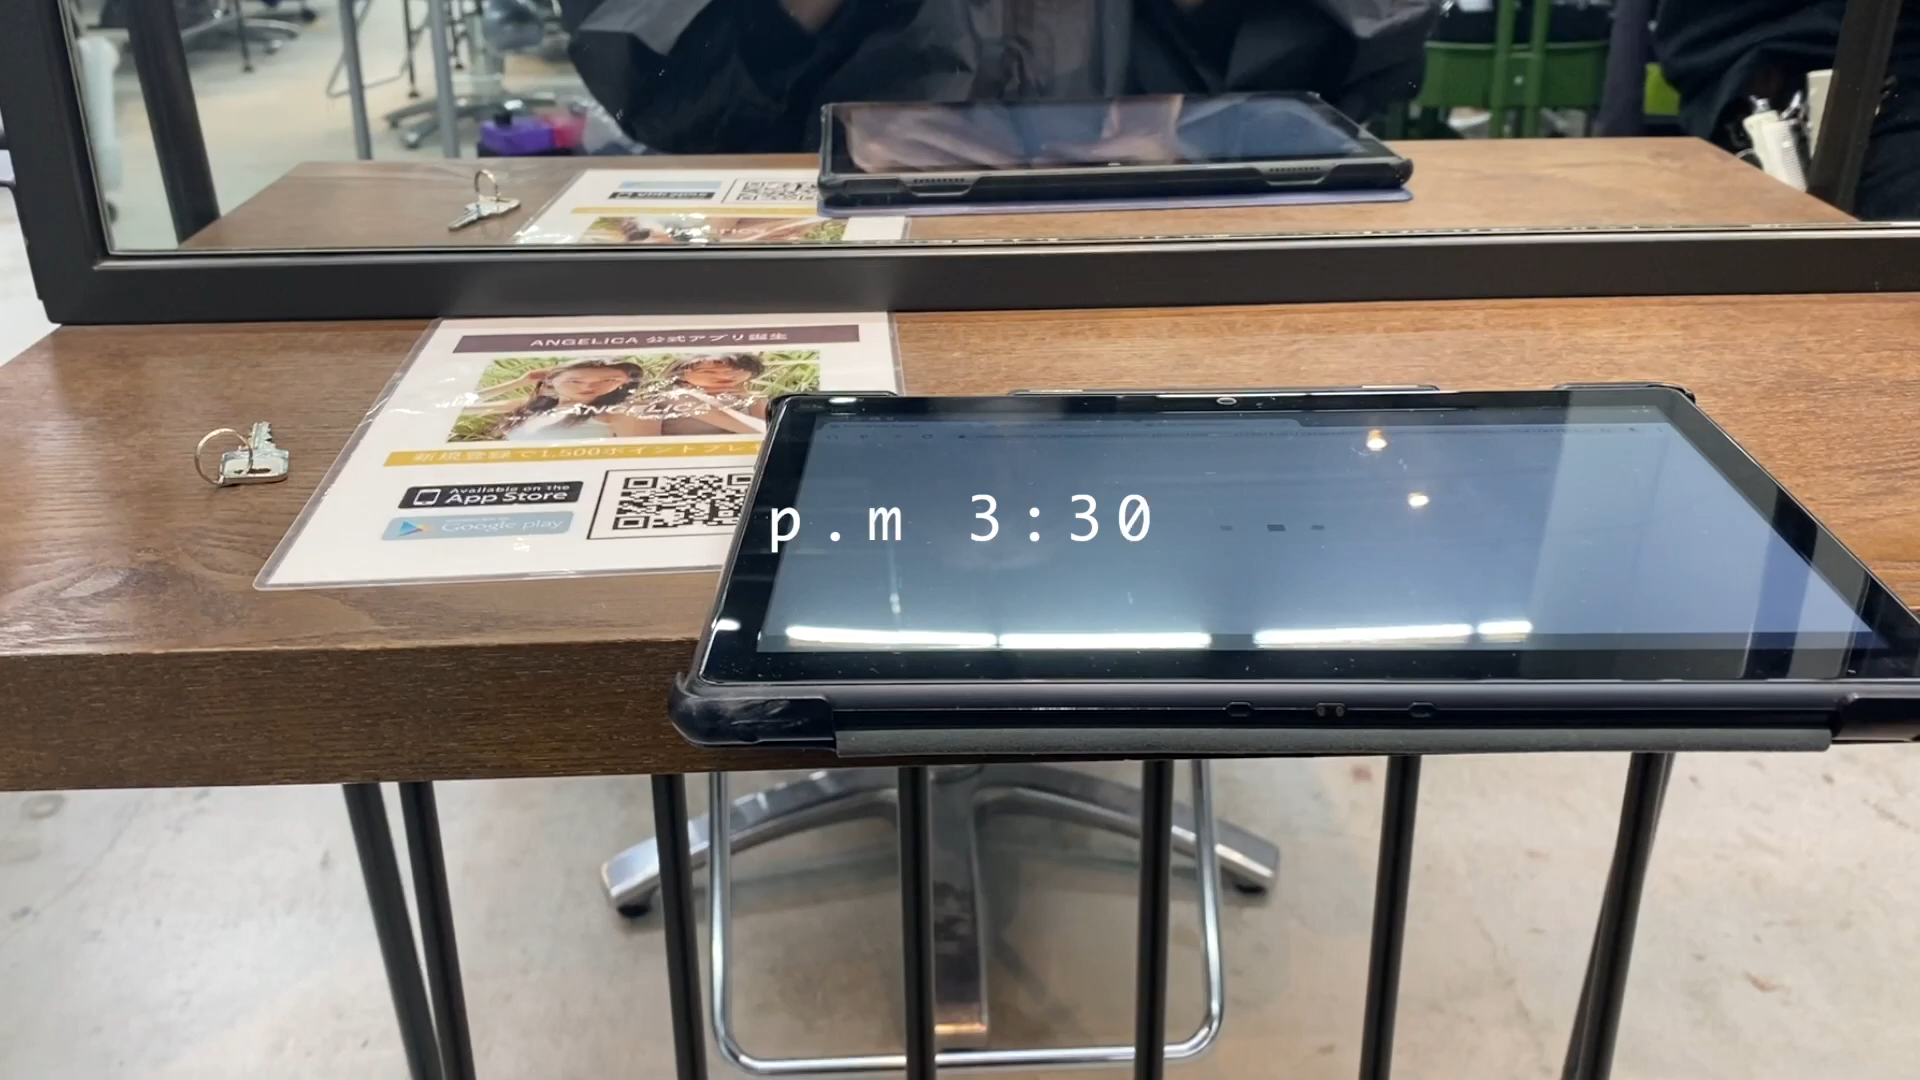 ANGELICA 公式アプリ誕生
ANGELICA
新規登録で1,500ポイントプレ
Available on the
App Store
Google play
p.m 3:30